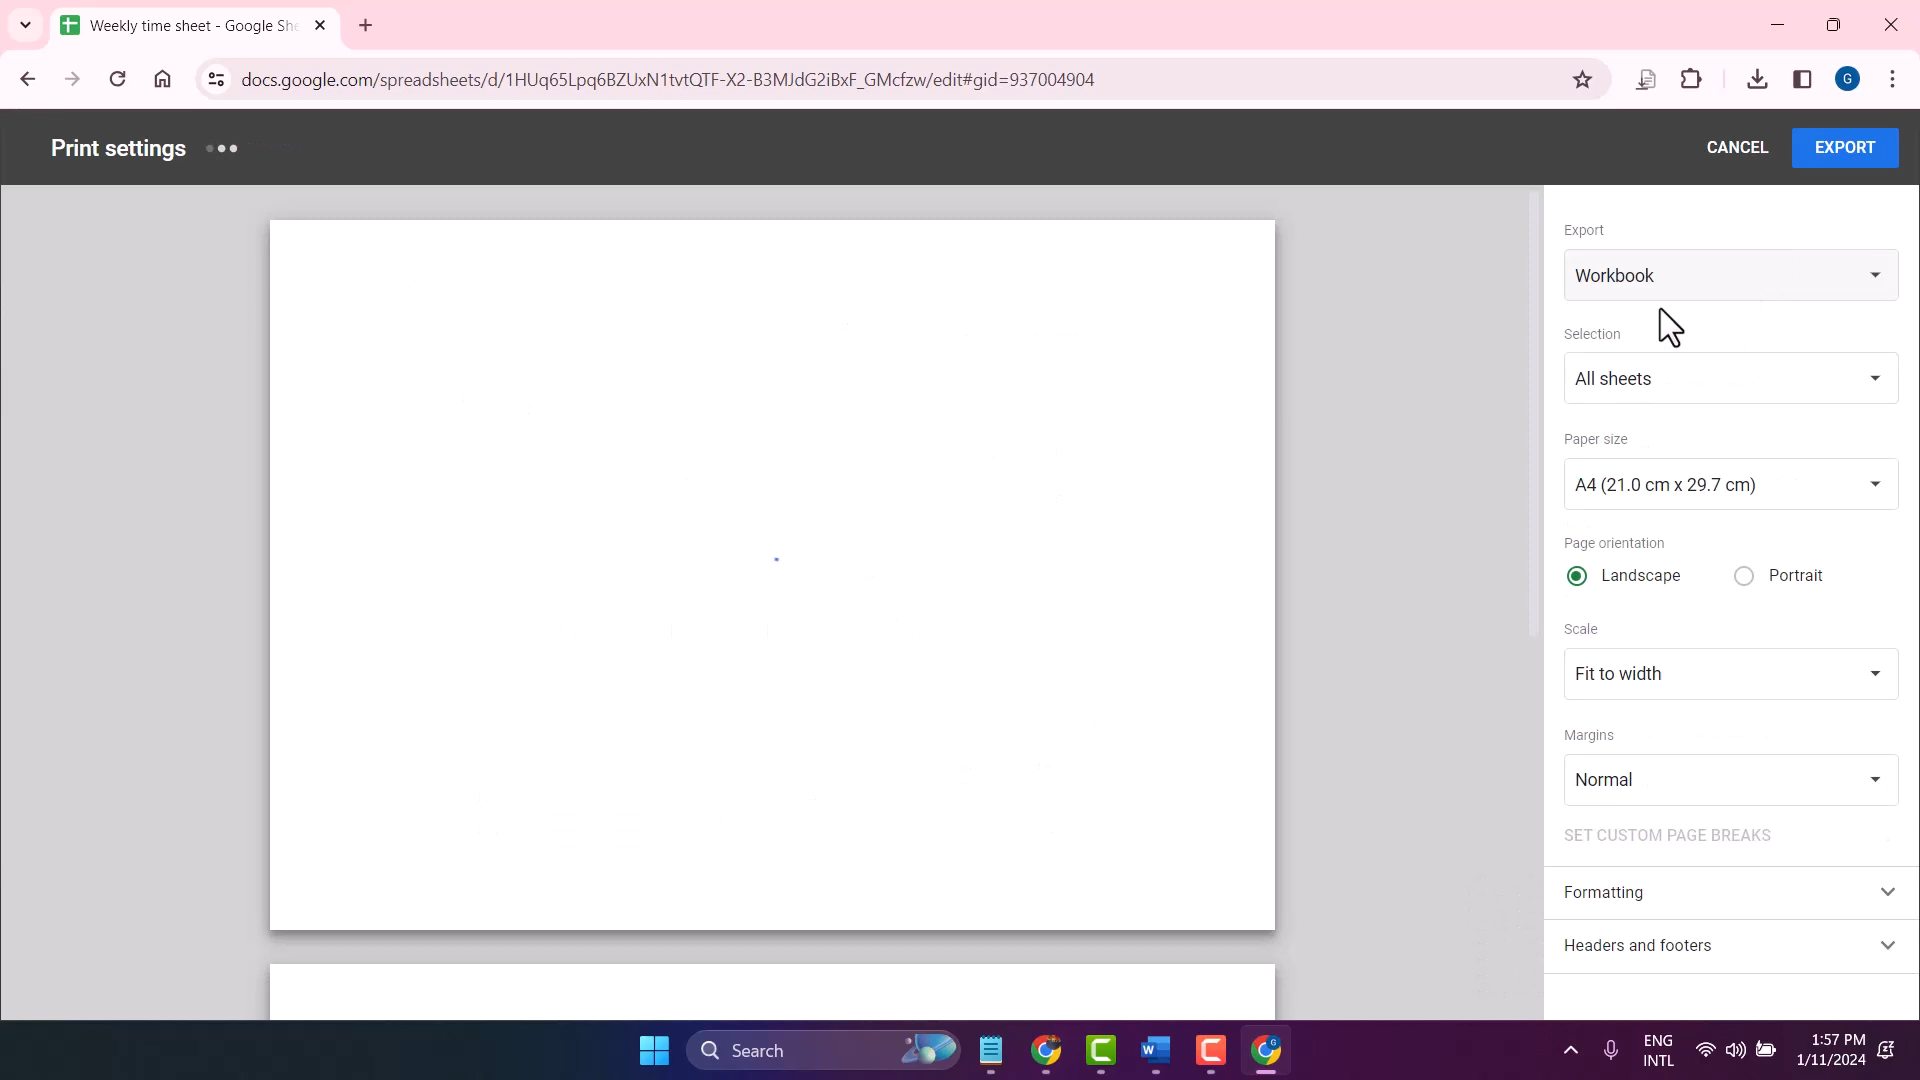 Weekly time sheet - Google She
docs.google.com/spreadsheets/d/1HUq65Lpq6BZUxN1tvtQTF-X2-B3MJdG2iBxF_GMcfzw/edit#gid=937004904
G
Print settings
CANCEL
EXPORT
Export
Workbook
Selection
All sheets
Paper size
A4 (21.0 cm x 29.7 cm)
Page orientation
Landscape
Portrait
Scale
Fit to width
Margins
Normal
SET CUSTOM PAGE BREAKS
Formatting
Headers and footers
Search
ENG
INTL
1:57 PM
1/11/2024